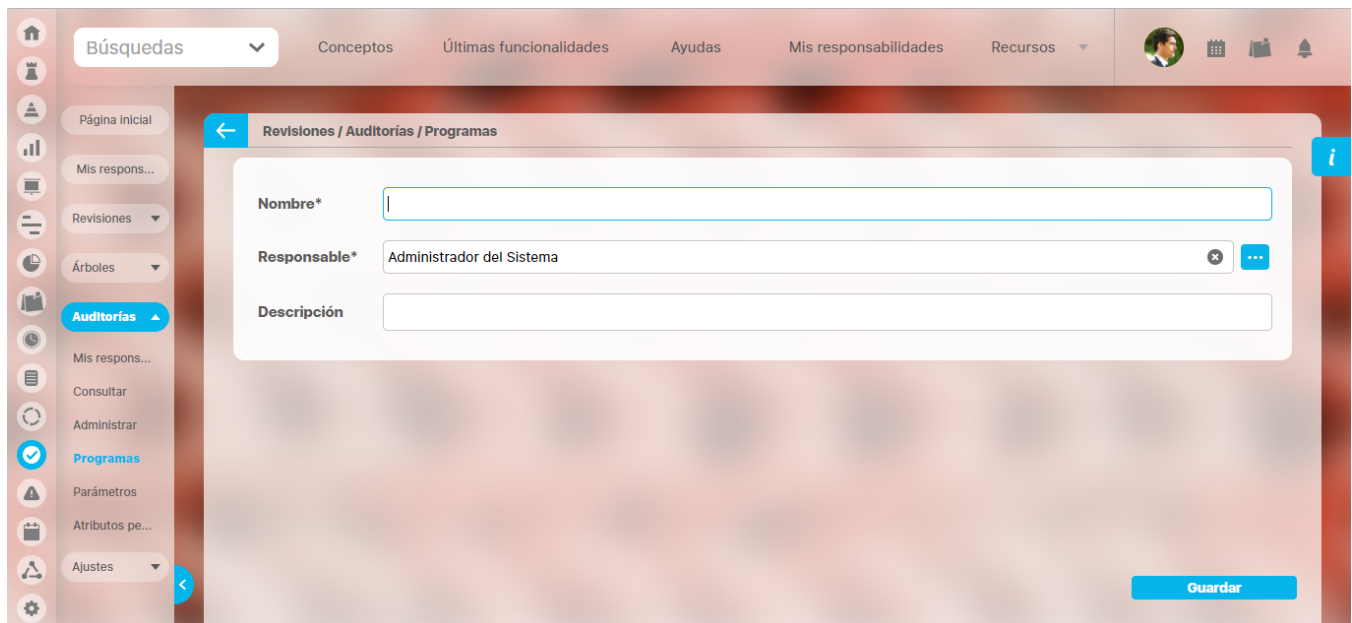 Búsquedas
Conceptos
Últimas funcionalidades
Ayudas
Mis responsabilidades
Recursos
Página inicial
Mis respons...
Revisiones
Árboles
Auditorías
Mis respons...
Consultar
Administrar
Programas
Parámetros
Atributos pe...
Ajustes
Revisiones / Auditorías / Programas
i
Nombre*
Responsable* Administrador del Sistema
Descripción
Guardar